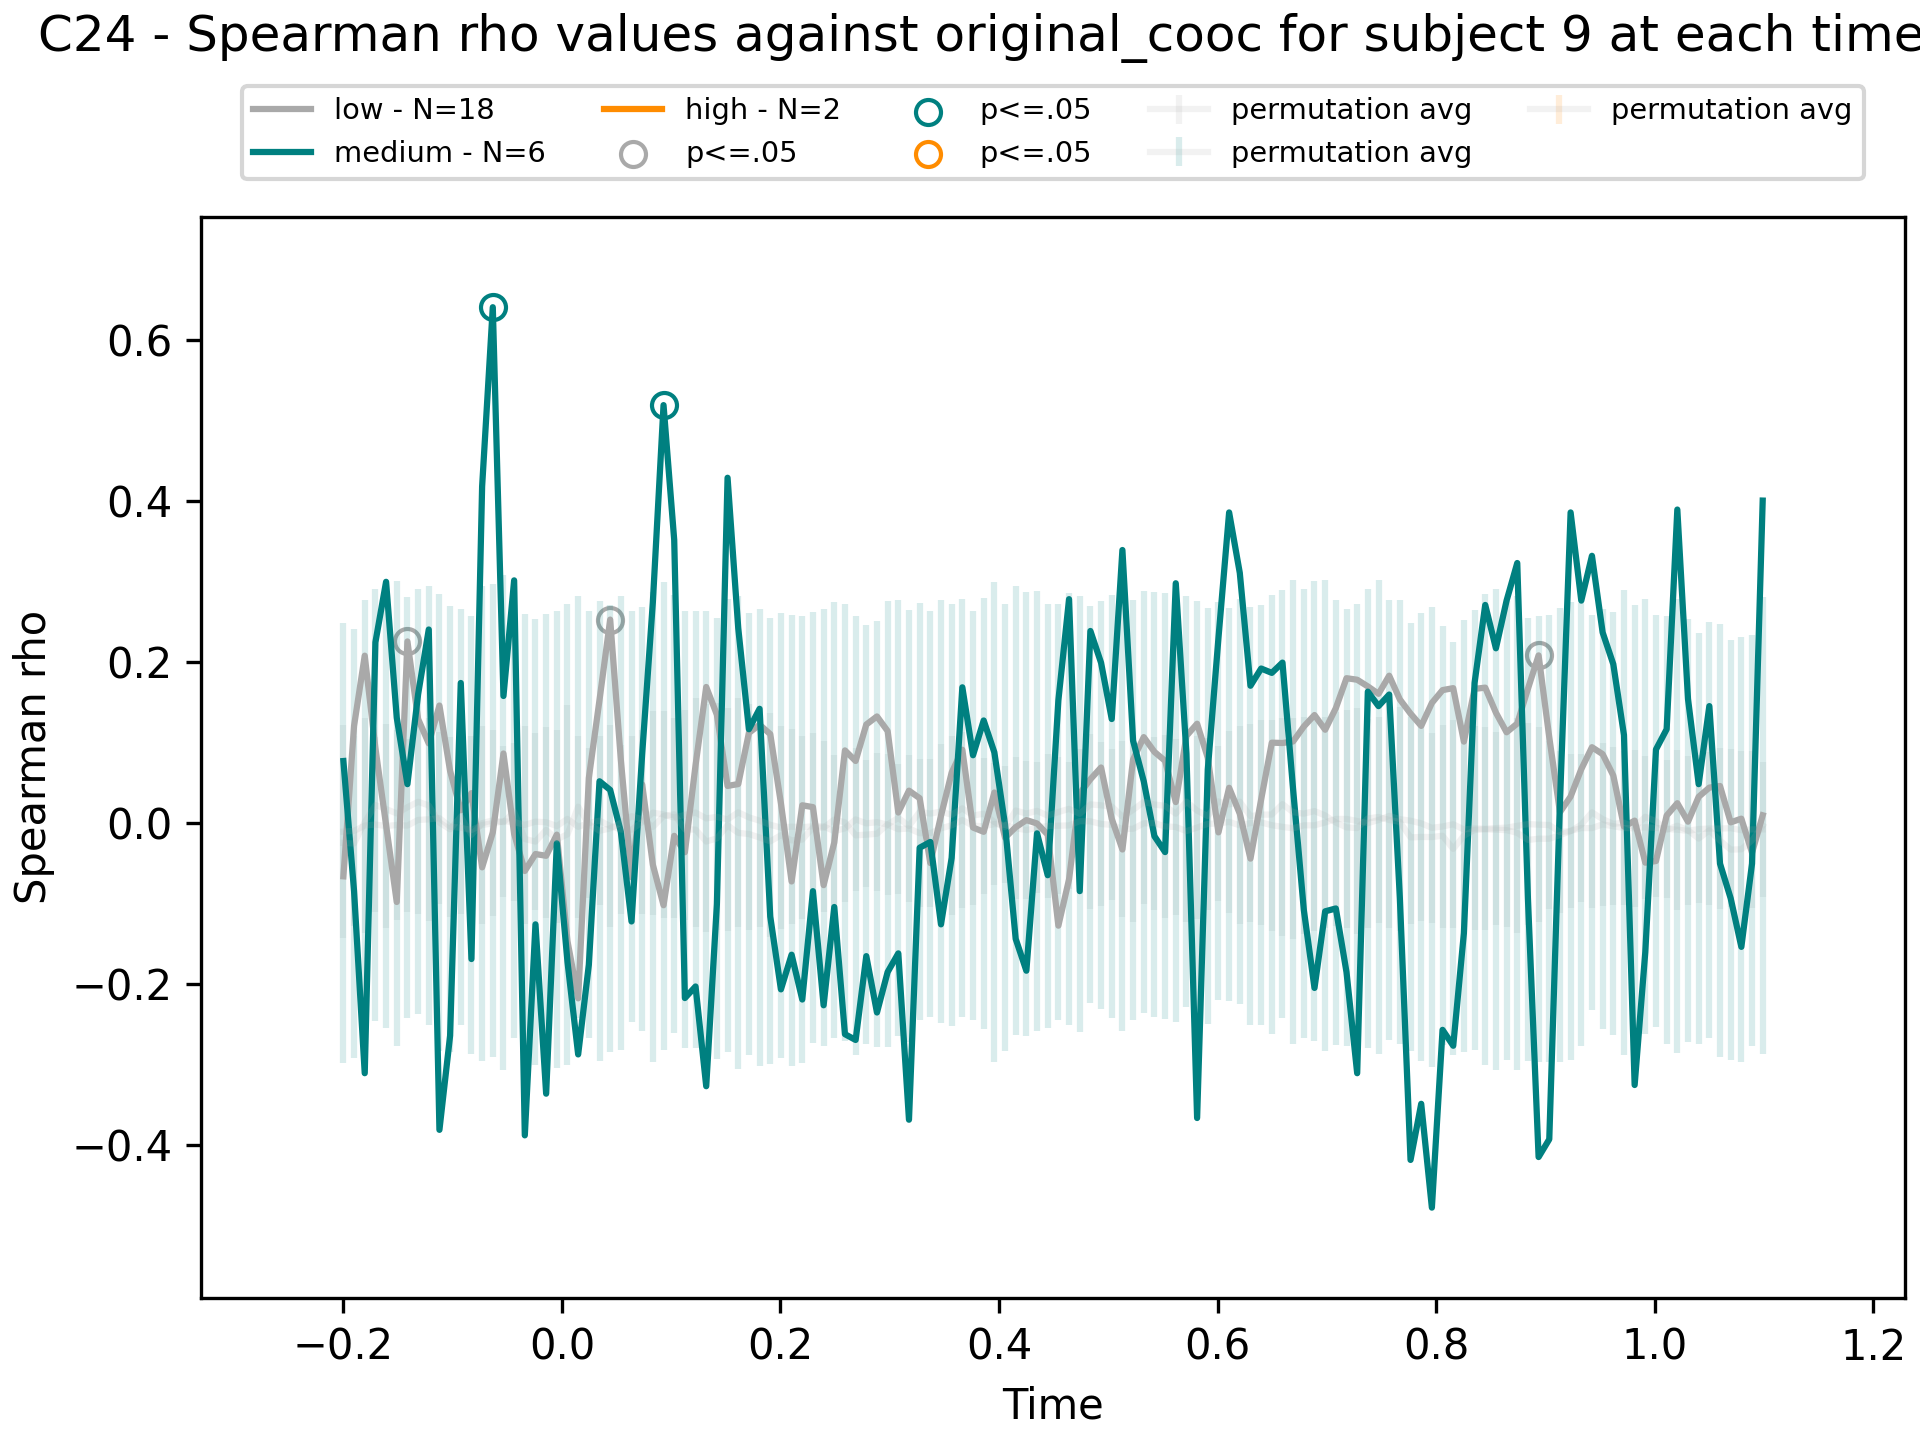 C24 - Spearman rho values against original_cooc for subject 9 at each time
low - N=18 high - N=2 p<=.05 permutation avg permutation avg
medium - N=6 p<=.05 p<=.05 permutation avg
Spearman rho
0.6
0.4
0.2
0.0
−0.2
−0.4
−0.2 0.0 0.2 0.4 0.6 0.8 1.0 1.2
Time